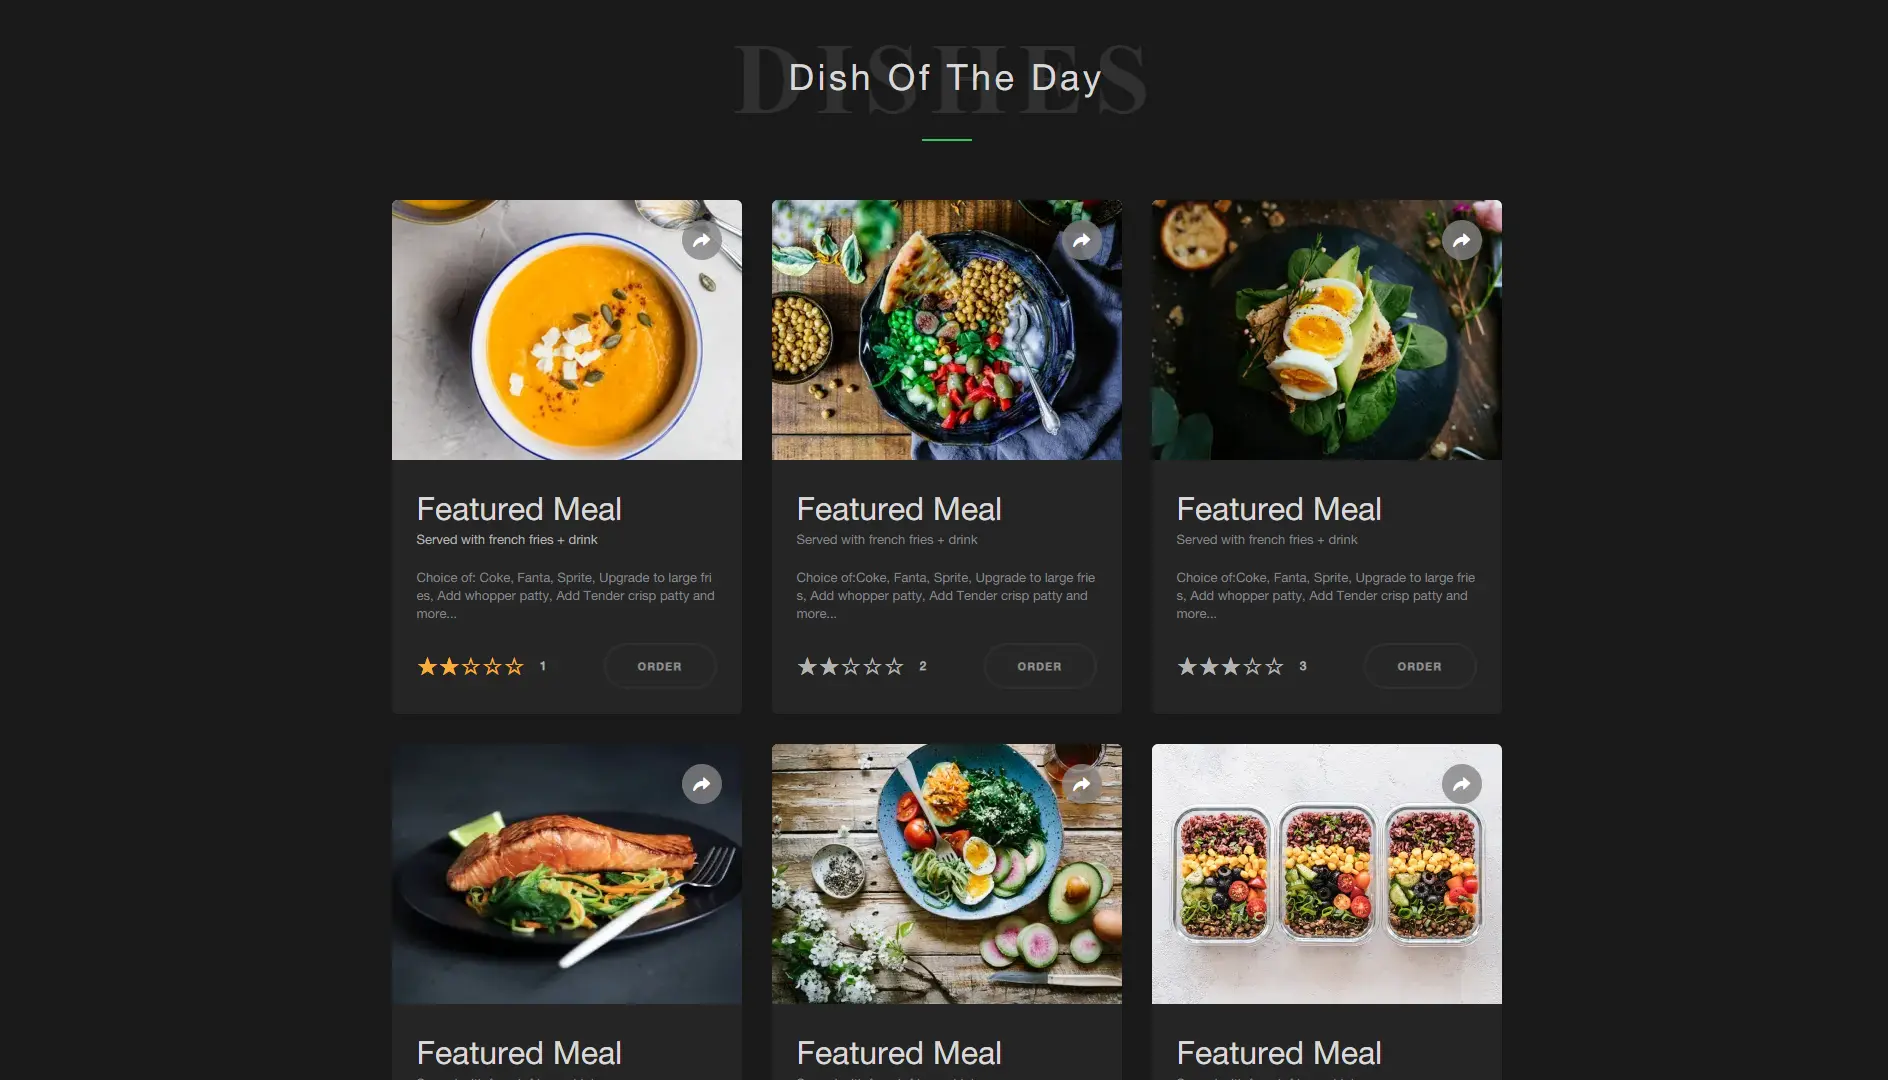 DISHES
Dish Of The Day
Featured Meal
Served with french fries + drink
Choice of: Coke, Fanta, Sprite, Upgrade to large fri
es, Add whopper patty, Add Tender crisp patty and
more...
1
ORDER
Featured Meal
Served with french fries + drink
Choice of:Coke, Fanta, Sprite, Upgrade to large frie
s, Add whopper patty, Add Tender crisp patty and
more...
2
ORDER
Featured Meal
Served with french fries + drink
Choice of:Coke, Fanta, Sprite, Upgrade to large frie
s, Add whopper patty, Add Tender crisp patty and
more...
3
ORDER
Featured Meal
Featured Meal
Featured Meal